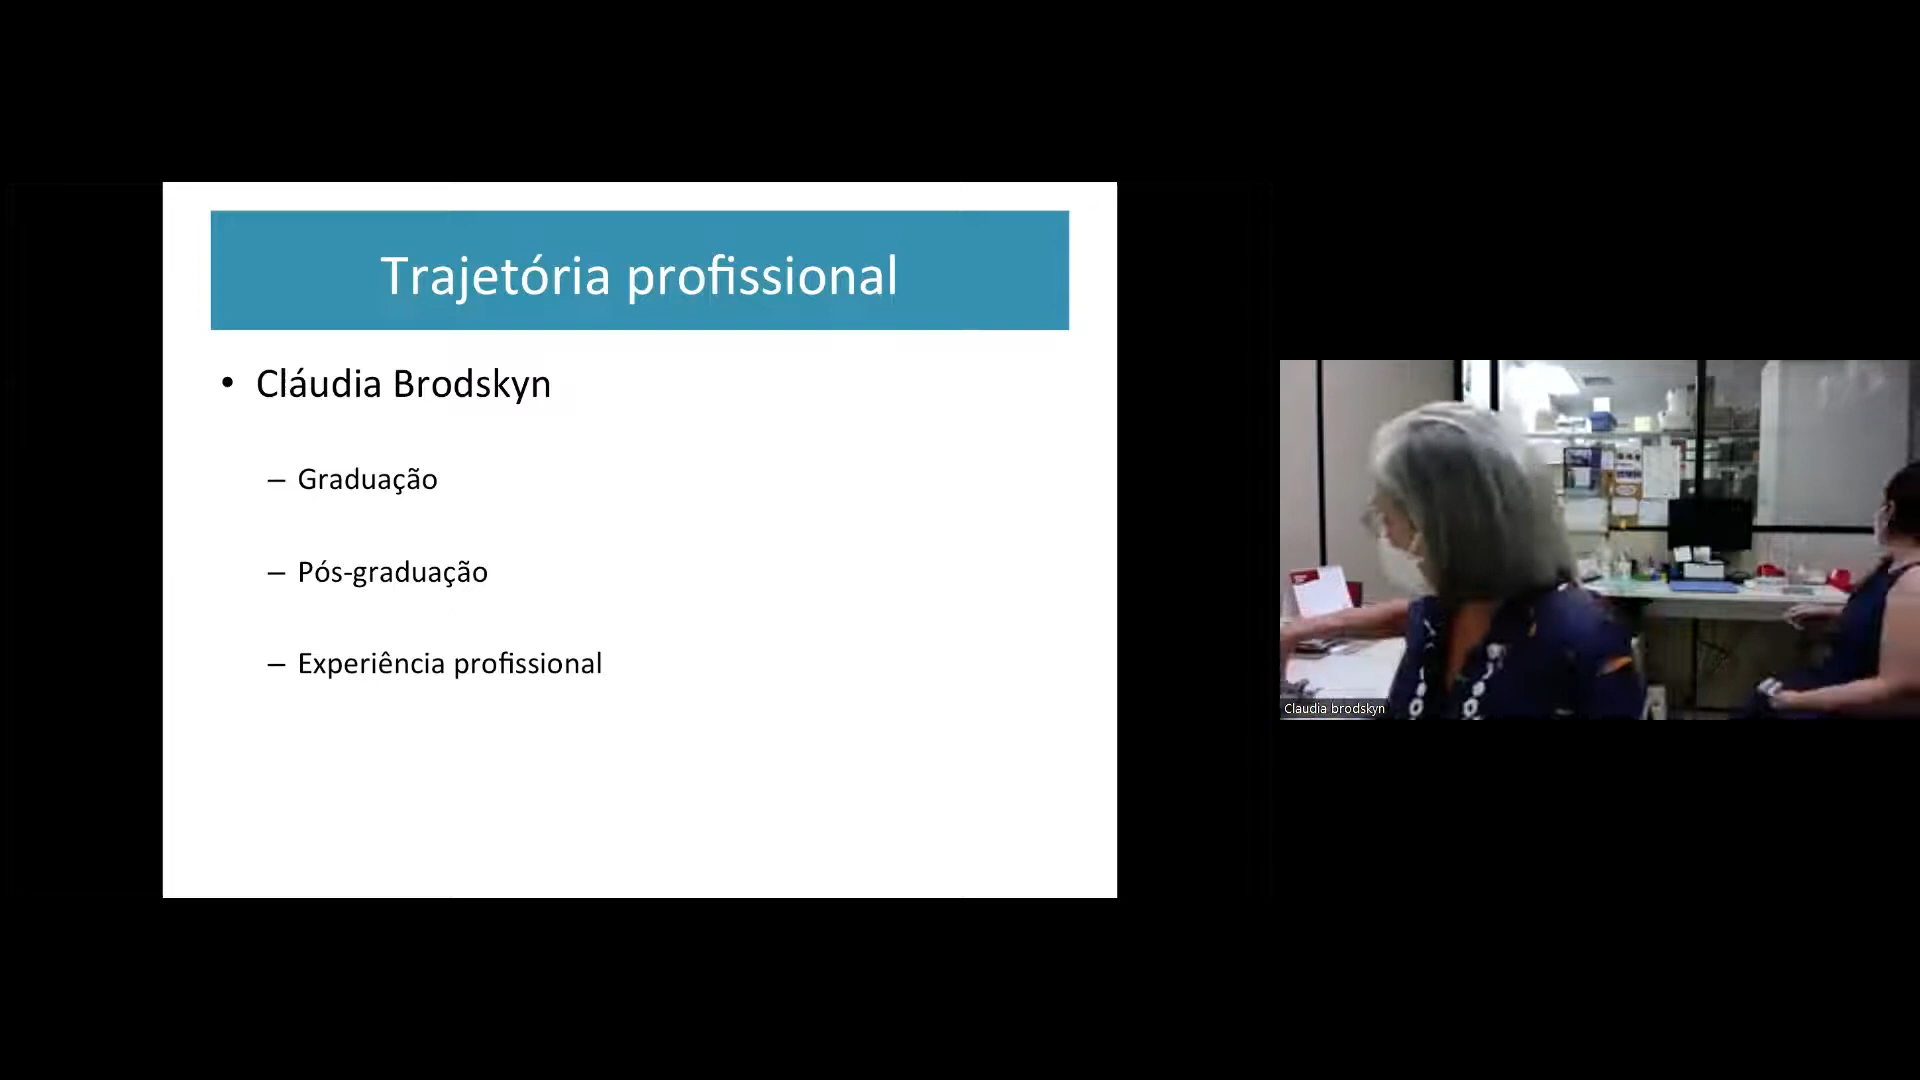 Trajetória profissional
• Cláudia Brodskyn
– Graduação
– Pós-graduação
– Experiência profissional
Claudia brodskyn